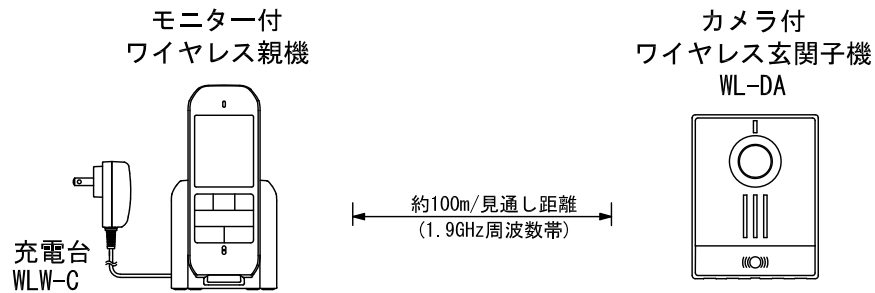 モニター付
ワイヤレス親機
カメラ付
ワイヤレス玄関子機
WL-DA
約100m/見通し距離
(1.9GHz周波数帯)
充電台
WLW-C